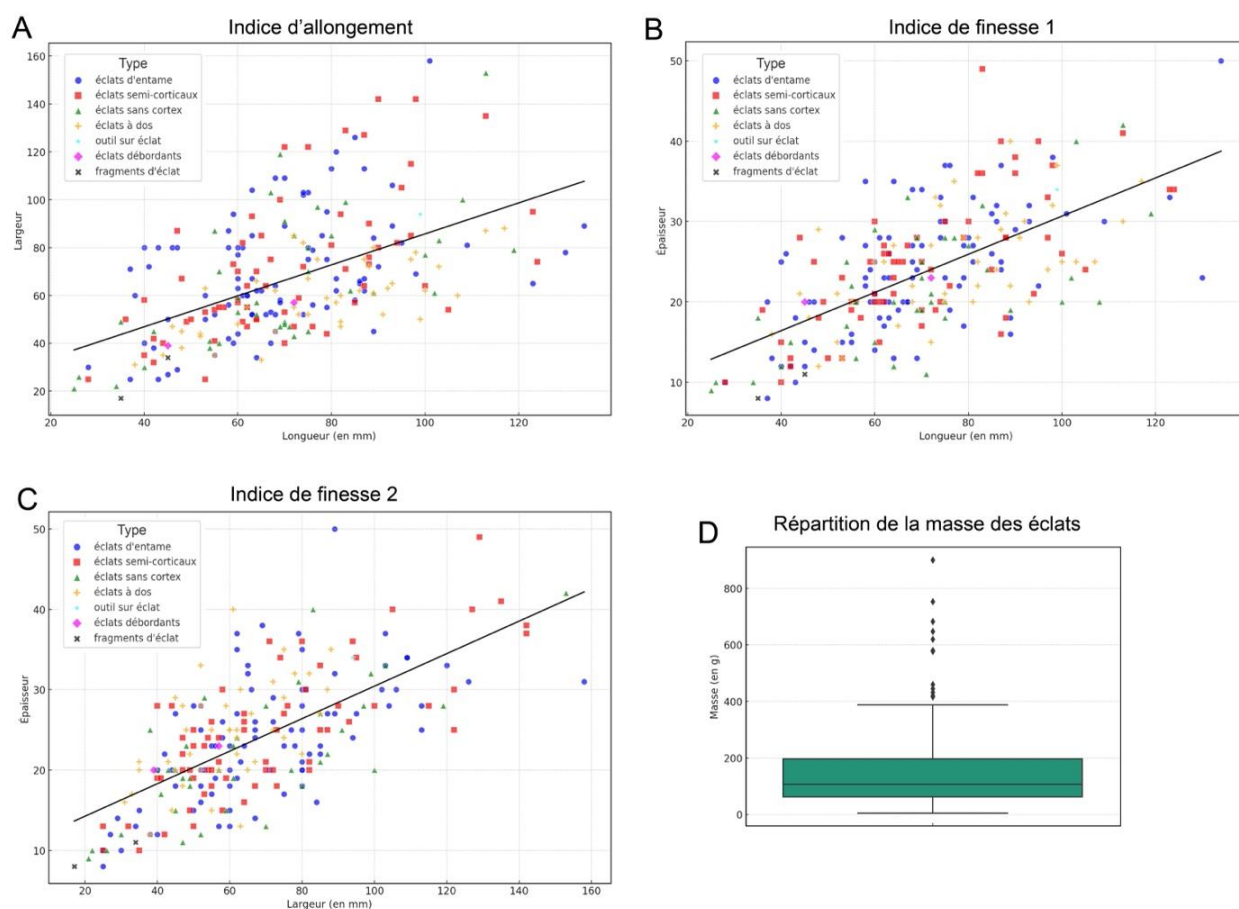 A
Indice d'allongement
160
140
120
100
80
60
40
20
Largeur
Type
éclats d'entame
éclats semi-corticaux
éclats sans cortex
éclats à dos
outil sur éclat
éclats débordants
fragments d'éclat
20 40 60 80 100 120
Longueur (en mm)
B
Indice de finesse 1
50
40
30
20
10
Épaisseur
Type
éclats d'entame
éclats semi-corticaux
éclats sans cortex
éclats à dos
outil sur éclat
éclats débordants
fragments d'éclat
20 40 60 80 100 120
Longueur (en mm)
C
Indice de finesse 2
50
40
30
20
10
Épaisseur
Type
éclats d'entame
éclats semi-corticaux
éclats sans cortex
éclats à dos
outil sur éclat
éclats débordants
fragments d'éclat
20 40 60 80 100 120 140 160
Largeur (en mm)
D
Répartition de la masse des éclats
800
600
400
200
0
Masse (en g)